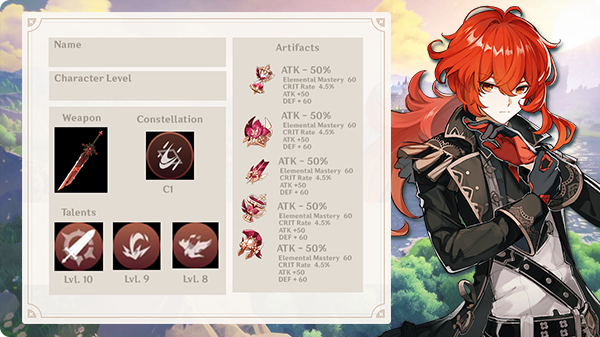 Name
Character Level
Weapon
Constellation
C1
Talents
Lvl. 10
Lvl. 9
Lvl. 8
Artifacts
ATK - 50%
Elemental Mastery 60
CRIT Rate 4.5%
ATK +50
DEF + 60
ATK - 50%
Elemental Mastery 60
CRIT Rate 4.5%
ATK +50
DEF + 60
ATK - 50%
Elemental Mastery 60
CRIT Rate 4.5%
ATK +50
DEF + 60
ATK - 50%
Elemental Mastery 60
CRIT Rate 4.5%
ATK +50
DEF + 60
ATK - 50%
Elemental Mastery 60
CRIT Rate 4.5%
ATK +50
DEF + 60